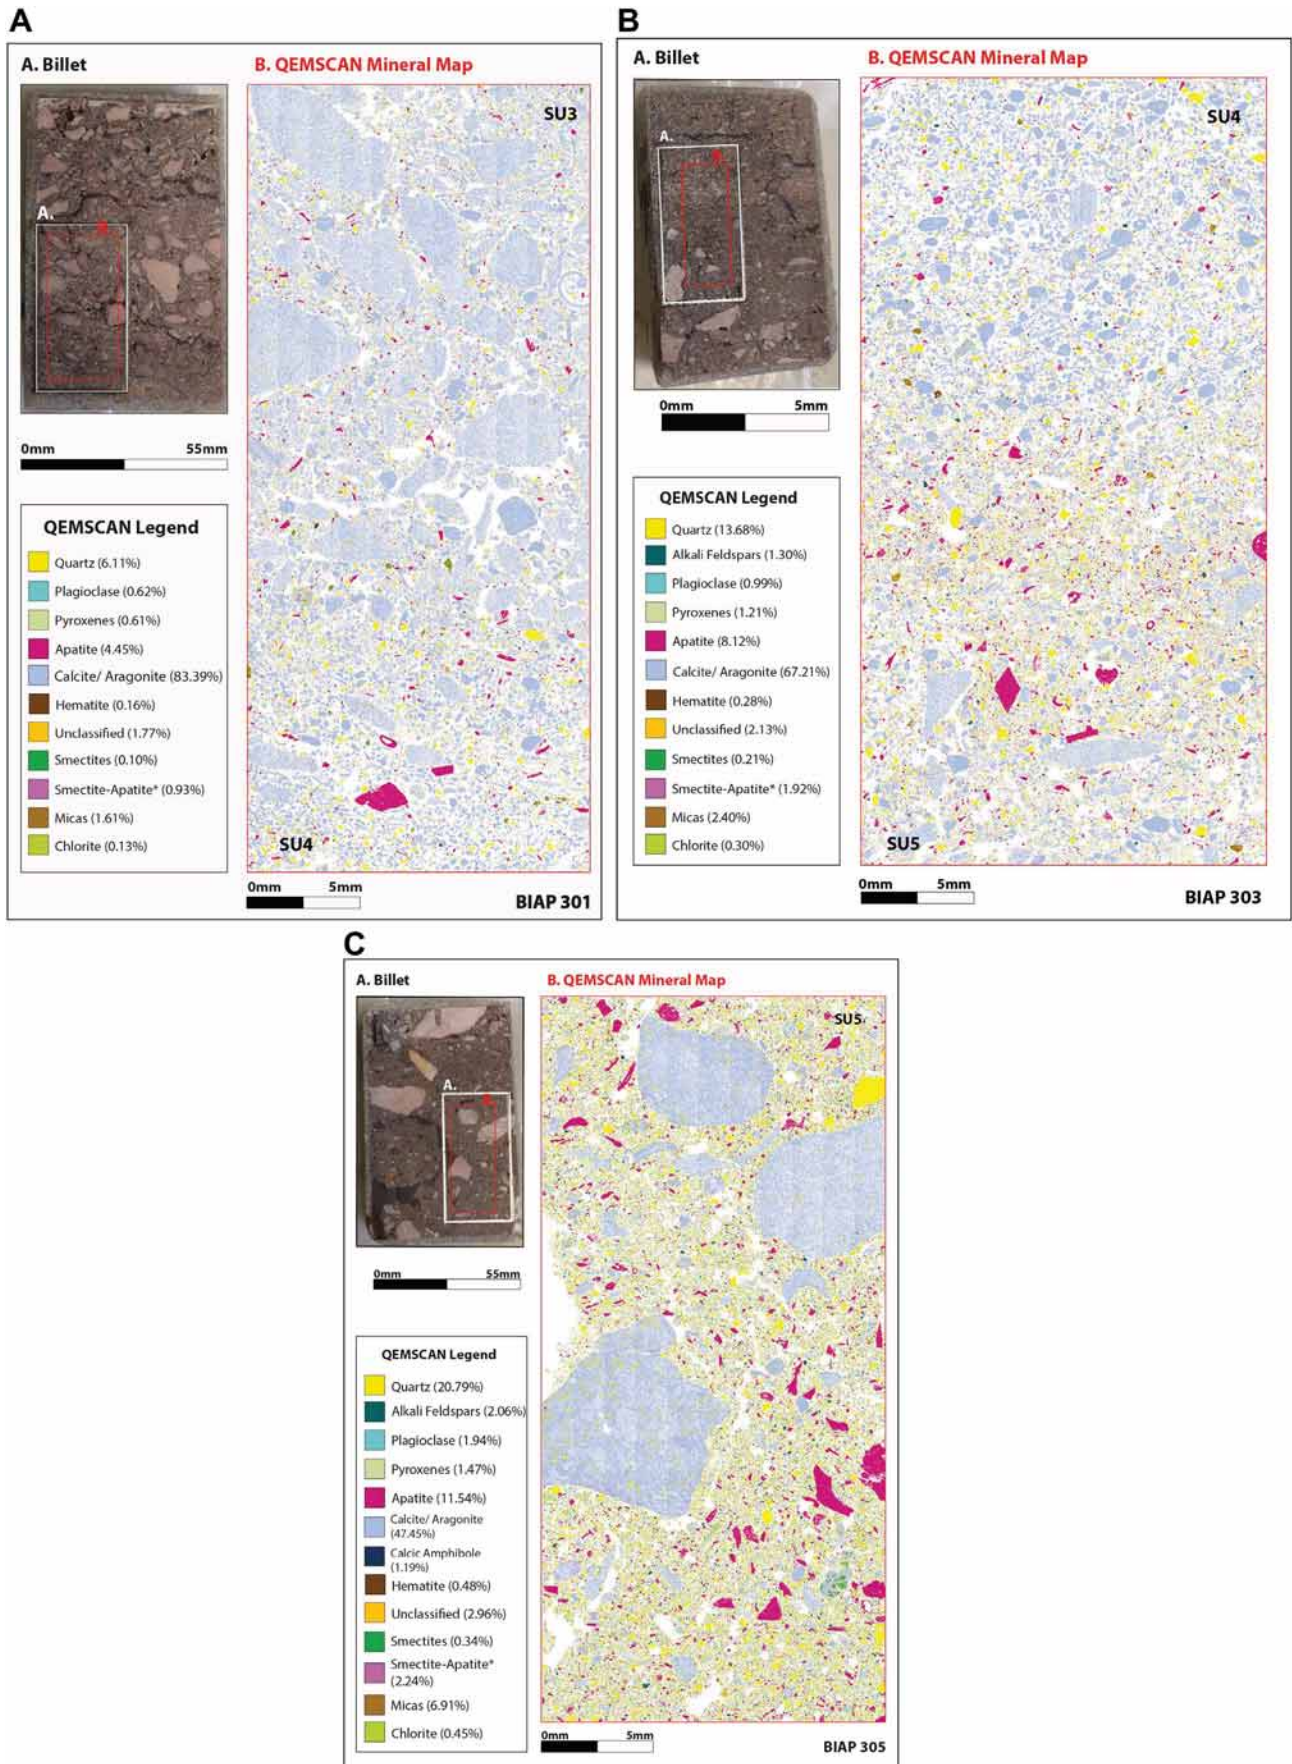 A
A. Billet
B. QEMSCAN Mineral Map
SU3
A.
0mm 55mm
QEMSCAN Legend
Quartz (6.11%)
Plagioclase (0.62%)
Pyroxenes (0.61%)
Apatite (4.45%)
Calcite/ Aragonite (83.39%)
Hematite (0.16%)
Unclassified (1.77%)
Smectites (0.10%)
Smectite-Apatite* (0.93%)
Micas (1.61%)
Chlorite (0.13%)
SU4
0mm 5mm
BIAP 301
B
A. Billet
B. QEMSCAN Mineral Map
SU4
A.
0mm 5mm
QEMSCAN Legend
Quartz (13.68%)
Alkali Feldspars (1.30%)
Plagioclase (0.99%)
Pyroxenes (1.21%)
Apatite (8.12%)
Calcite/ Aragonite (67.21%)
Hematite (0.28%)
Unclassified (2.13%)
Smectites (0.21%)
Smectite-Apatite* (1.92%)
Micas (2.40%)
Chlorite (0.30%)
SU5
0mm 5mm
BIAP 303
C
A. Billet
B. QEMSCAN Mineral Map
SU5
A.
0mm 55mm
QEMSCAN Legend
Quartz (20.79%)
Alkali Feldspars (2.06%)
Plagioclase (1.94%)
Pyroxenes (1.47%)
Apatite (11.54%)
Calcite/ Aragonite
(47.45%)
Calcic Amphibole
(1.19%)
Hematite (0.48%)
Unclassified (2.96%)
Smectites (0.34%)
Smectite-Apatite*
(2.24%)
Micas (6.91%)
Chlorite (0.45%)
0mm 5mm
BIAP 305